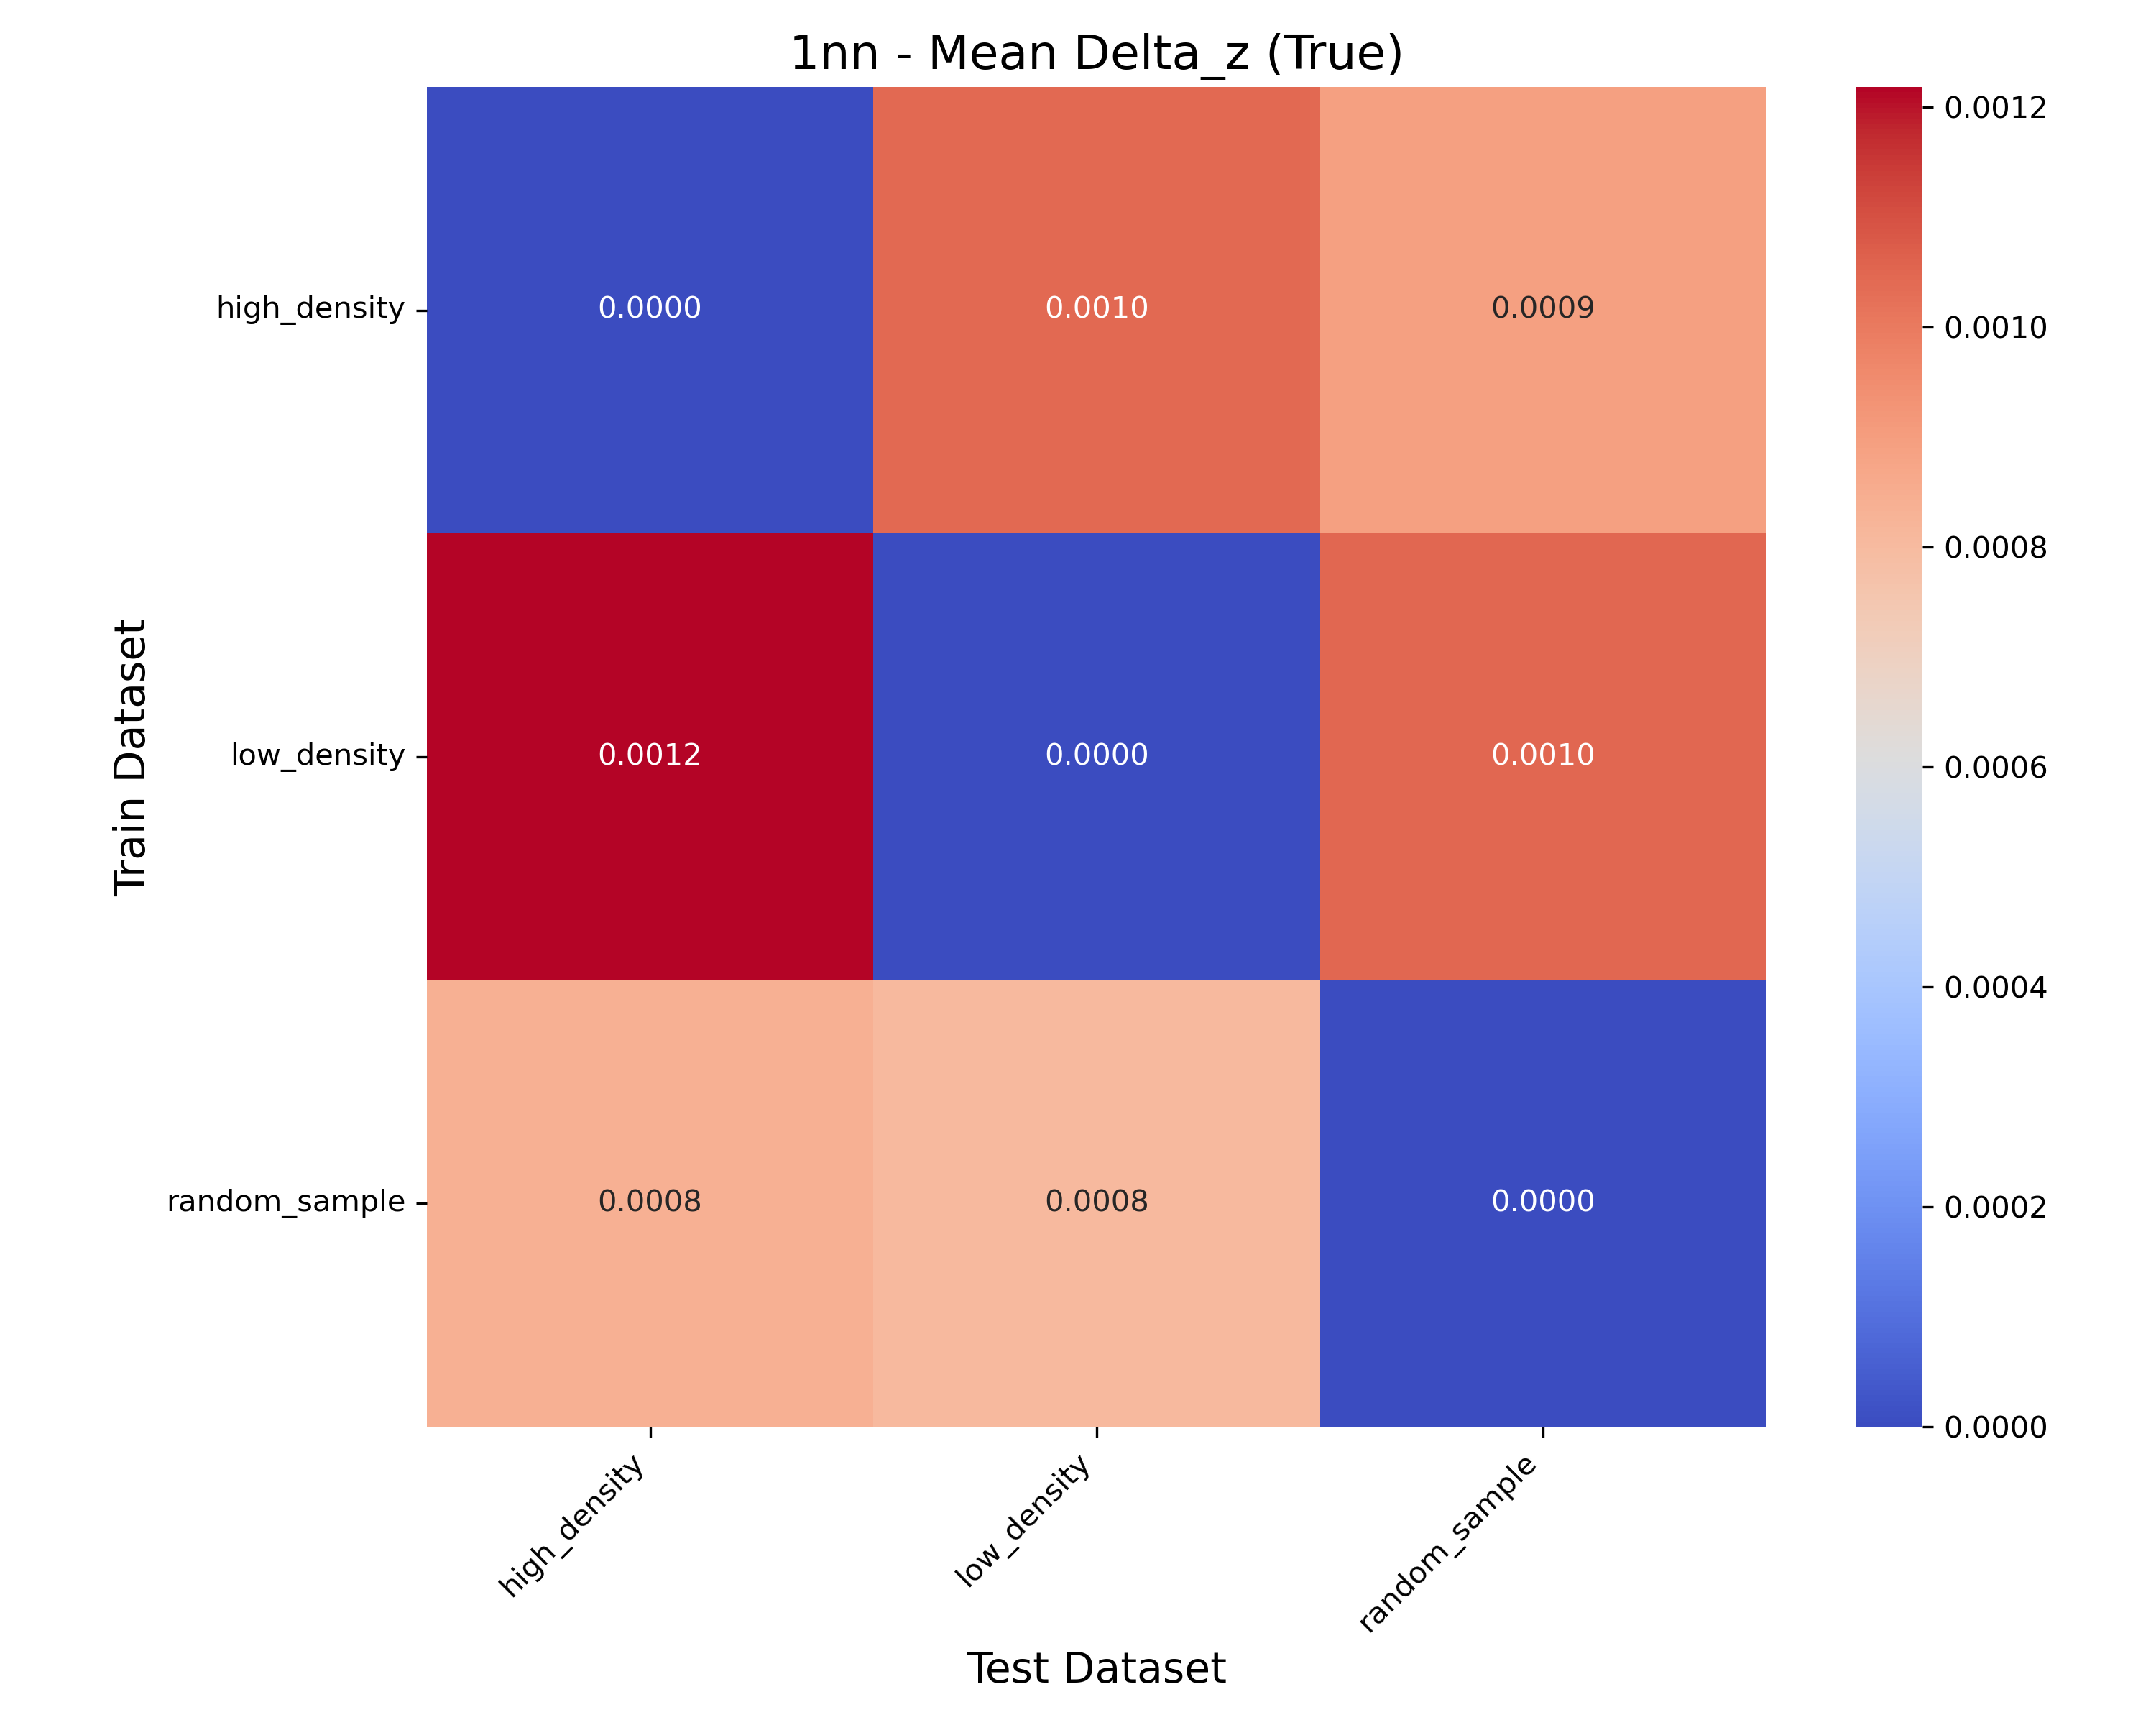 1nn - Mean Delta_z (True)
high_density
0.0000
0.0010
0.0009
low_density
0.0012
0.0000
0.0010
random_sample
0.0008
0.0008
0.0000
Train Dataset
high_density
low_density
random_sample
Test Dataset
0.0012
0.0010
0.0008
0.0006
0.0004
0.0002
0.0000